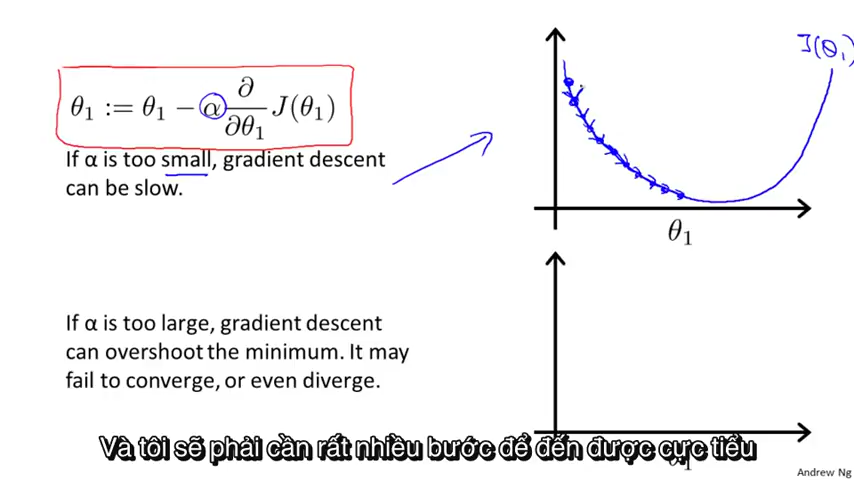 θ₁ := θ₁ − α ∂/∂θ₁ J(θ₁)
If α is too small, gradient descent
can be slow.
J(θ₁)
θ₁
If α is too large, gradient descent
can overshoot the minimum. It may
fail to converge, or even diverge.
Và tôi sẽ phải cần rất nhiều bước để đến được cực tiểu
Andrew Ng